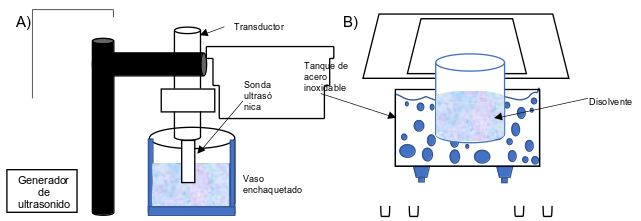 A)
Transductor
B)
Tanque de
acero
inoxidable
Sonda
ultrasó
nica
Disolvente
Generador
de
ultrasonido
Vaso
enchaquetado